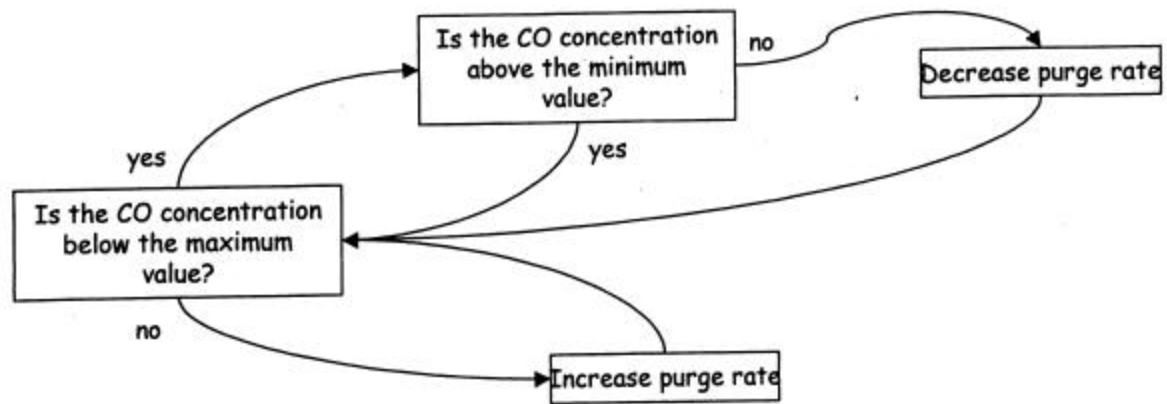 Is the CO concentration
above the minimum
value?
no
Decrease purge rate
yes
yes
Is the CO concentration
below the maximum
value?
no
Increase purge rate